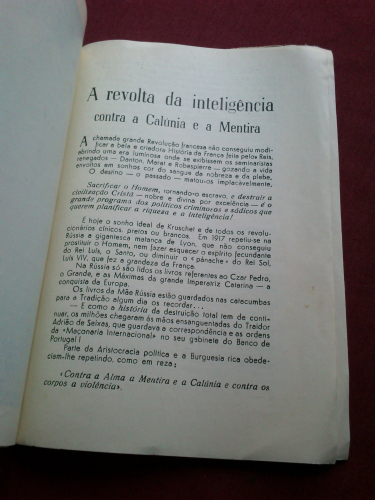 A revolta da inteligência
contra a Calúnia e a Mentira
A chamada grande Revolução francesa não conseguiu modi-
ficar a bela e criadora História da França feita pelos Reis,
abrindo uma era luminosa onde se exibissem os seminaristas
renegados — Danton, Marat e Robespierre — gozando a vida
envoltos em sonhos cor do sangue da nobreza e da plebe.
O destino — o passado — matou-os implacàvelmente.
Sacrificar o Homem, tornando-o escravo, e destruir a
civilização Cristã — nobre e divina por excelência — é o
grande programa dos políticos criminosos e sádicos que
querem planificar a riqueza e a inteligência!
É hoje o sonho ideal de Kruschef e de todos os revolu-
cionários cínicos, pretos ou brancos. Em 1917 repetiu-se na
Rússia a gigantesca matança de Lyon, que não conseguiu
prostituir o Homem, nem fazer esquecer o espírito fecundante
do Rei Luís, o Santo, ou diminuir o «pànache» do Rei Sol,
Luís VIV, que fez a grandeza da França.
Na Rússia só são lidos os livros referentes ao Czar Pedro,
o Grande, e as Máximas da grande Imperatriz Catarina — a
conquista da Europa.
Os livros da Mãe Rússia estão guardados nas catacumbas
para a Tradição algum dia os recorder...
— E como a história da destruição total tem de conti-
nuar, os milhões chegaram às mãos ensanguentadas do Traidor
Adrião de Seixas, que guardava a correspondência e as ordens
da «Maçonaria Internacional» no seu gabinete do Banco de
Portugal!
Parte da Aristocracia política e a Burguesia rica obede-
ciam-lhe repetindo, como em reza:
«Contra a Alma a Mentira e a Calúnia e contra os
corpos a violência».